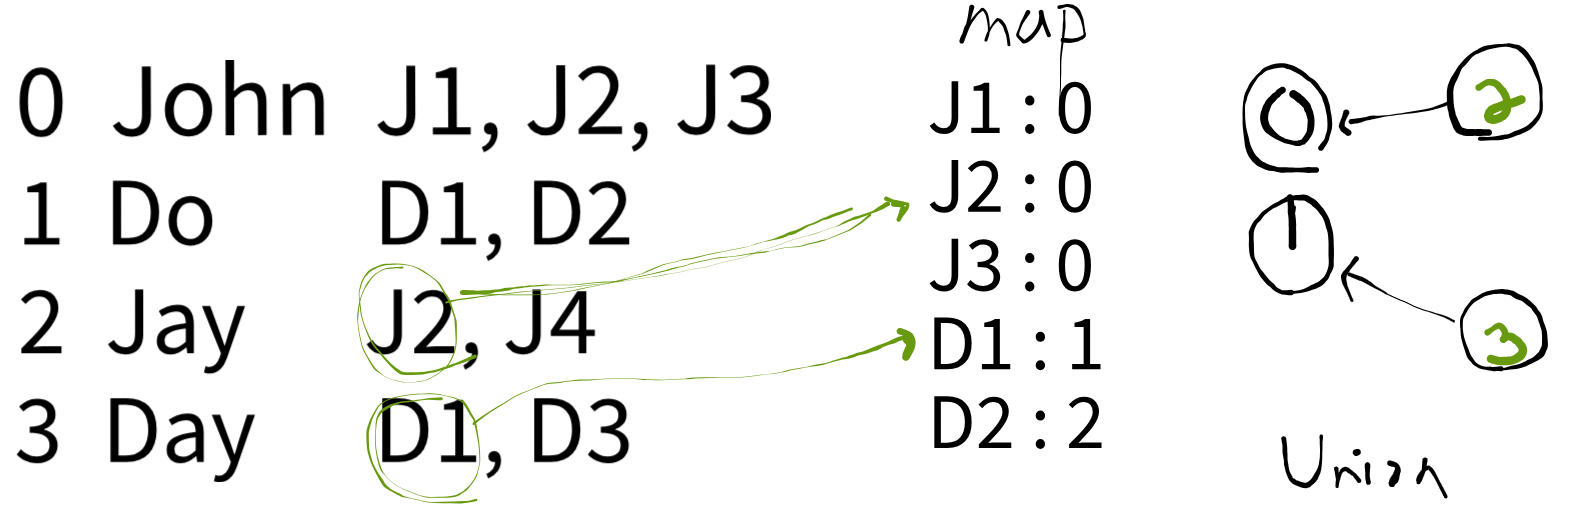 0 John J1, J2, J3
1 Do D1, D2
2 Jay J2, J4
3 Day D1, D3
map
J1 : 0
J2 : 0
J3 : 0
D1 : 1
D2 : 2
0 2
1 3
Union